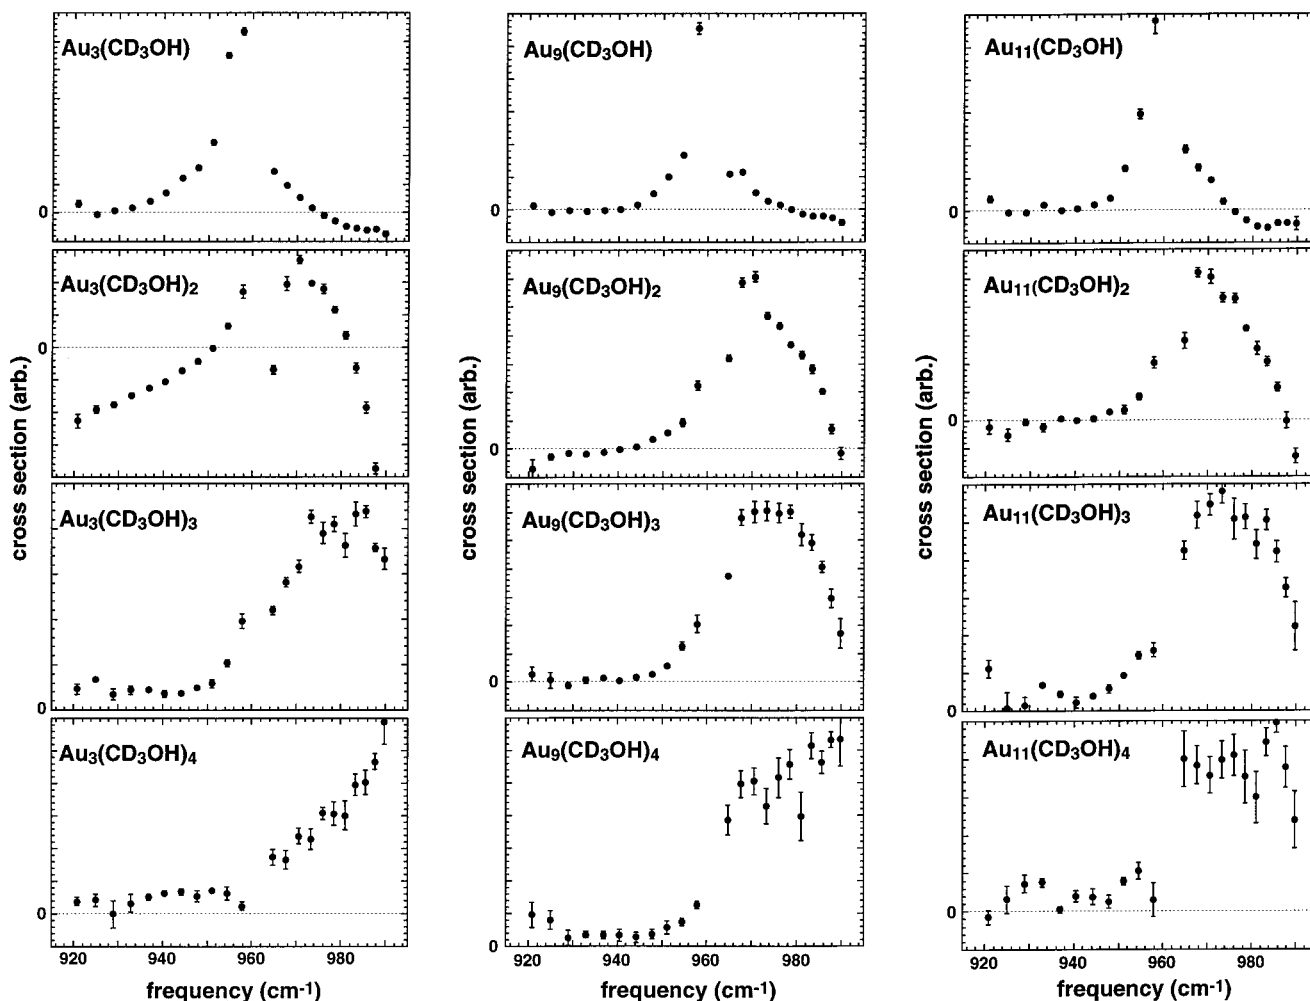 Au3(CD3OH)
0
Au3(CD3OH)2
0
Au3(CD3OH)3
0
Au3(CD3OH)4
0
920 940 960 980
frequency (cm-1)
cross section (arb.)
Au9(CD3OH)
0
Au9(CD3OH)2
0
Au9(CD3OH)3
0
Au9(CD3OH)4
0
920 940 960 980
frequency (cm-1)
cross section (arb.)
Au11(CD3OH)
0
Au11(CD3OH)2
0
Au11(CD3OH)3
0
Au11(CD3OH)4
0
920 940 960 980
frequency (cm-1)
cross section (arb.)